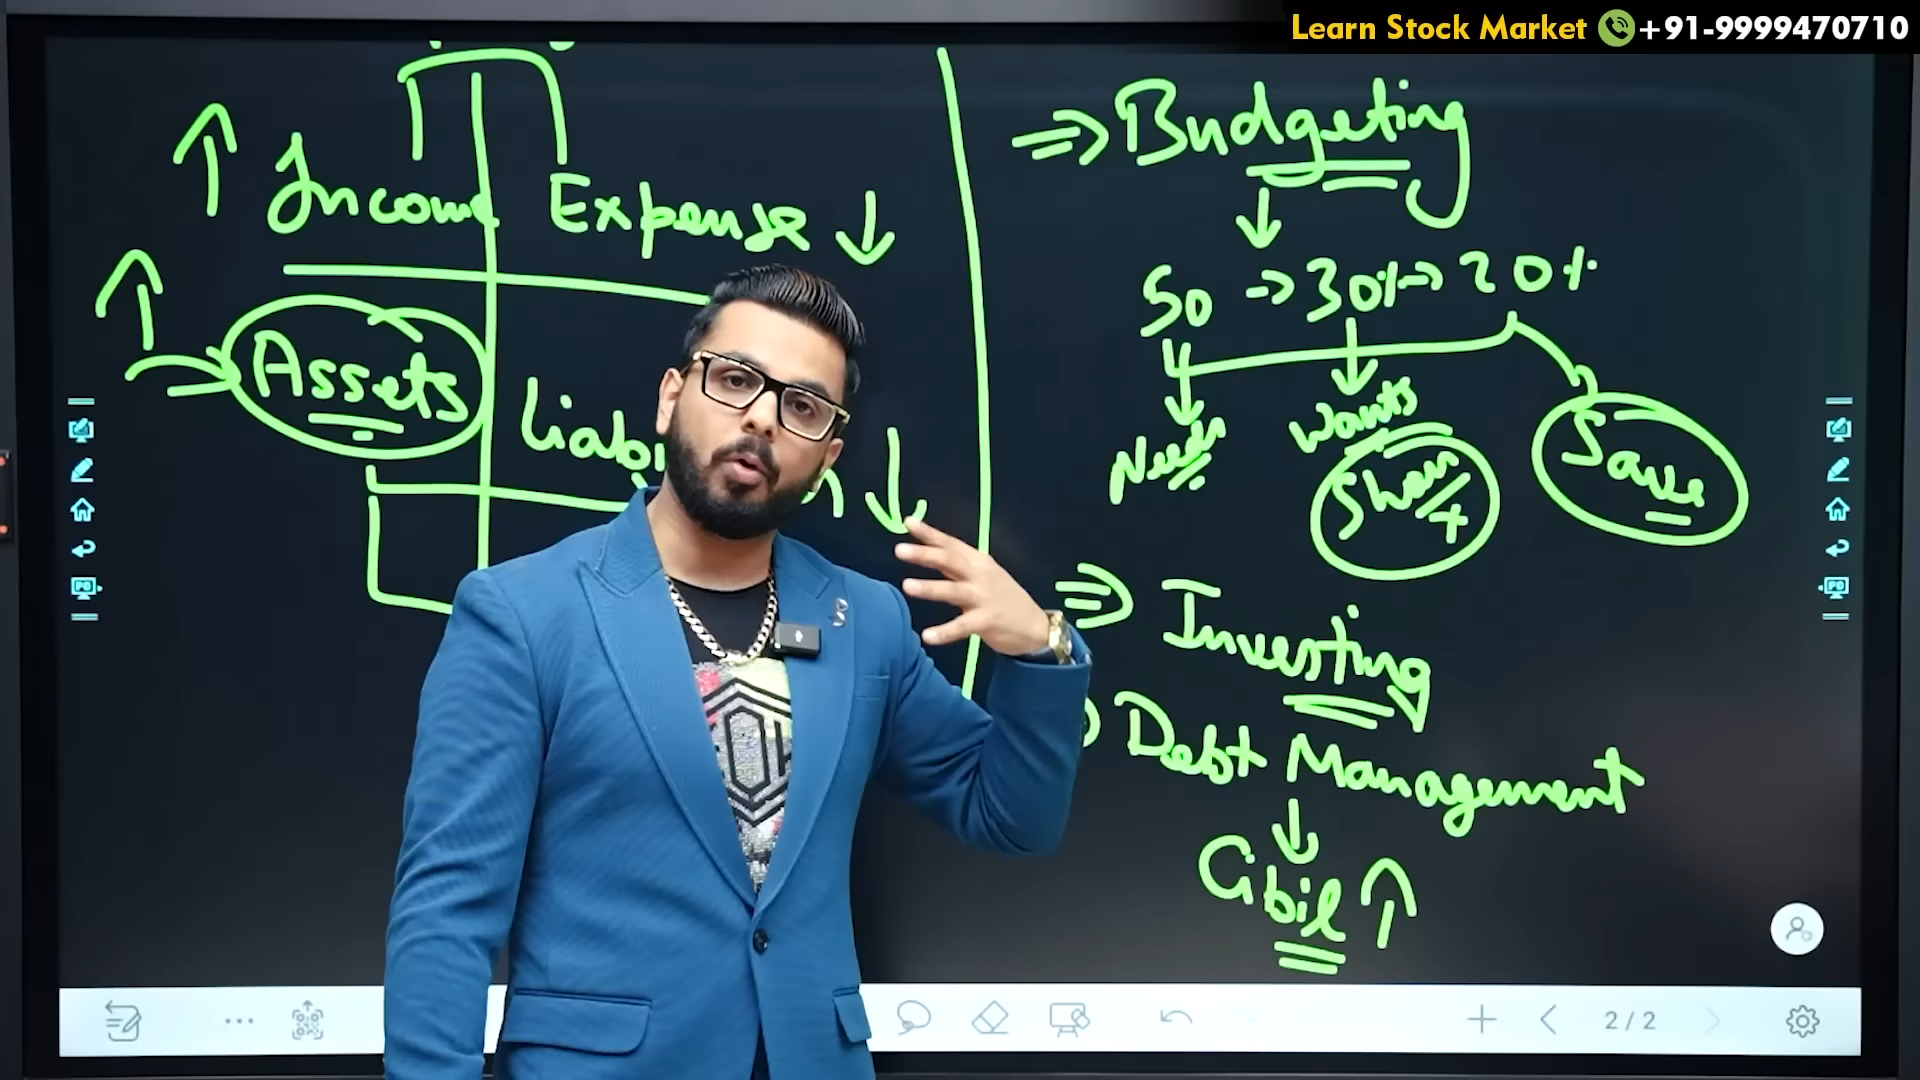 Learn Stock Market +91-9999470710
Income Expense
Assets
=> Budgeting
50 -> 30% -> 20%
Needs
Wants
Save
=> Investing
Debt Management
Cibil
2/2